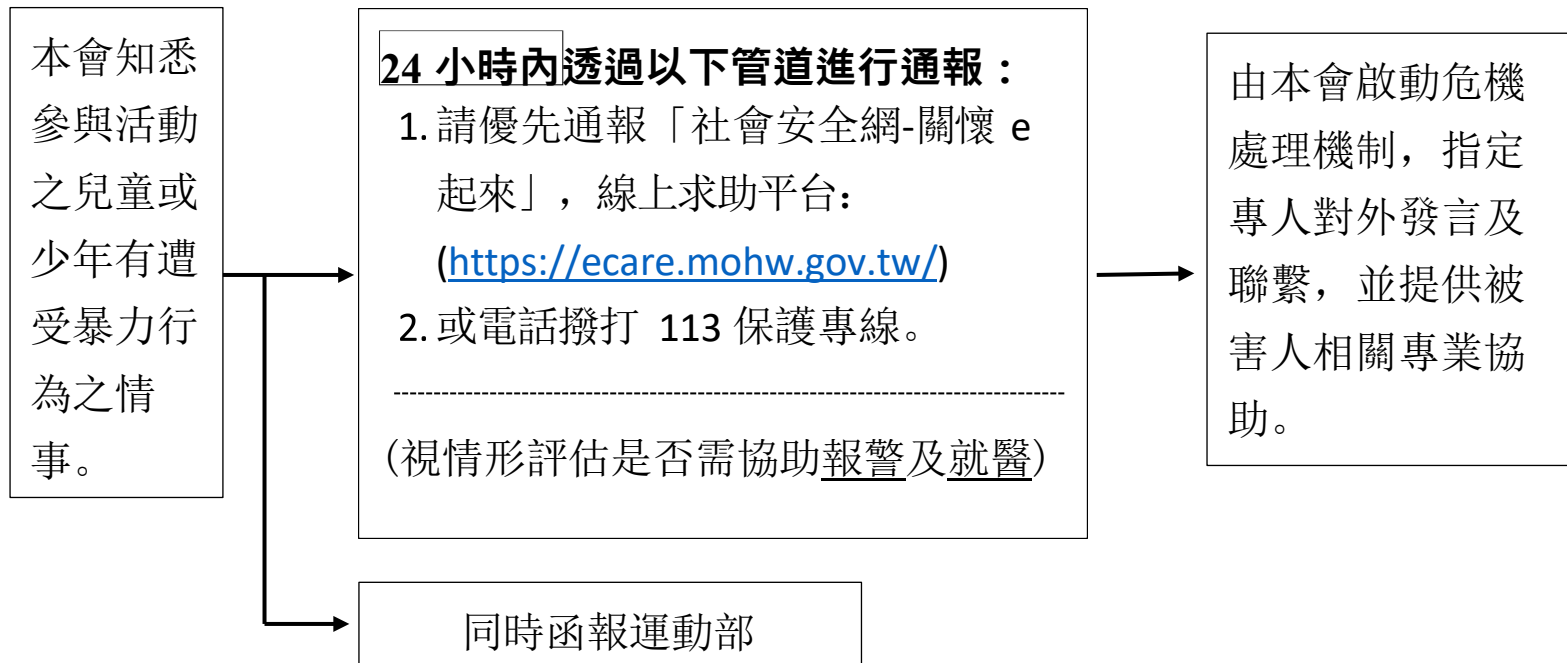 本會知悉
參與活動
之兒童或
少年有遭
受暴力行
為之情
事。
24 小時內透過以下管道進行通報：
1. 請優先通報「社會安全網-關懷 e
起來」，線上求助平台:
(https://ecare.mohw.gov.tw/)
2. 或電話撥打 113 保護專線。
(視情形評估是否需協助報警及就醫)
由本會啟動危機
處理機制，指定
專人對外發言及
聯繫，並提供被
害人相關專業協
助。
同時函報運動部